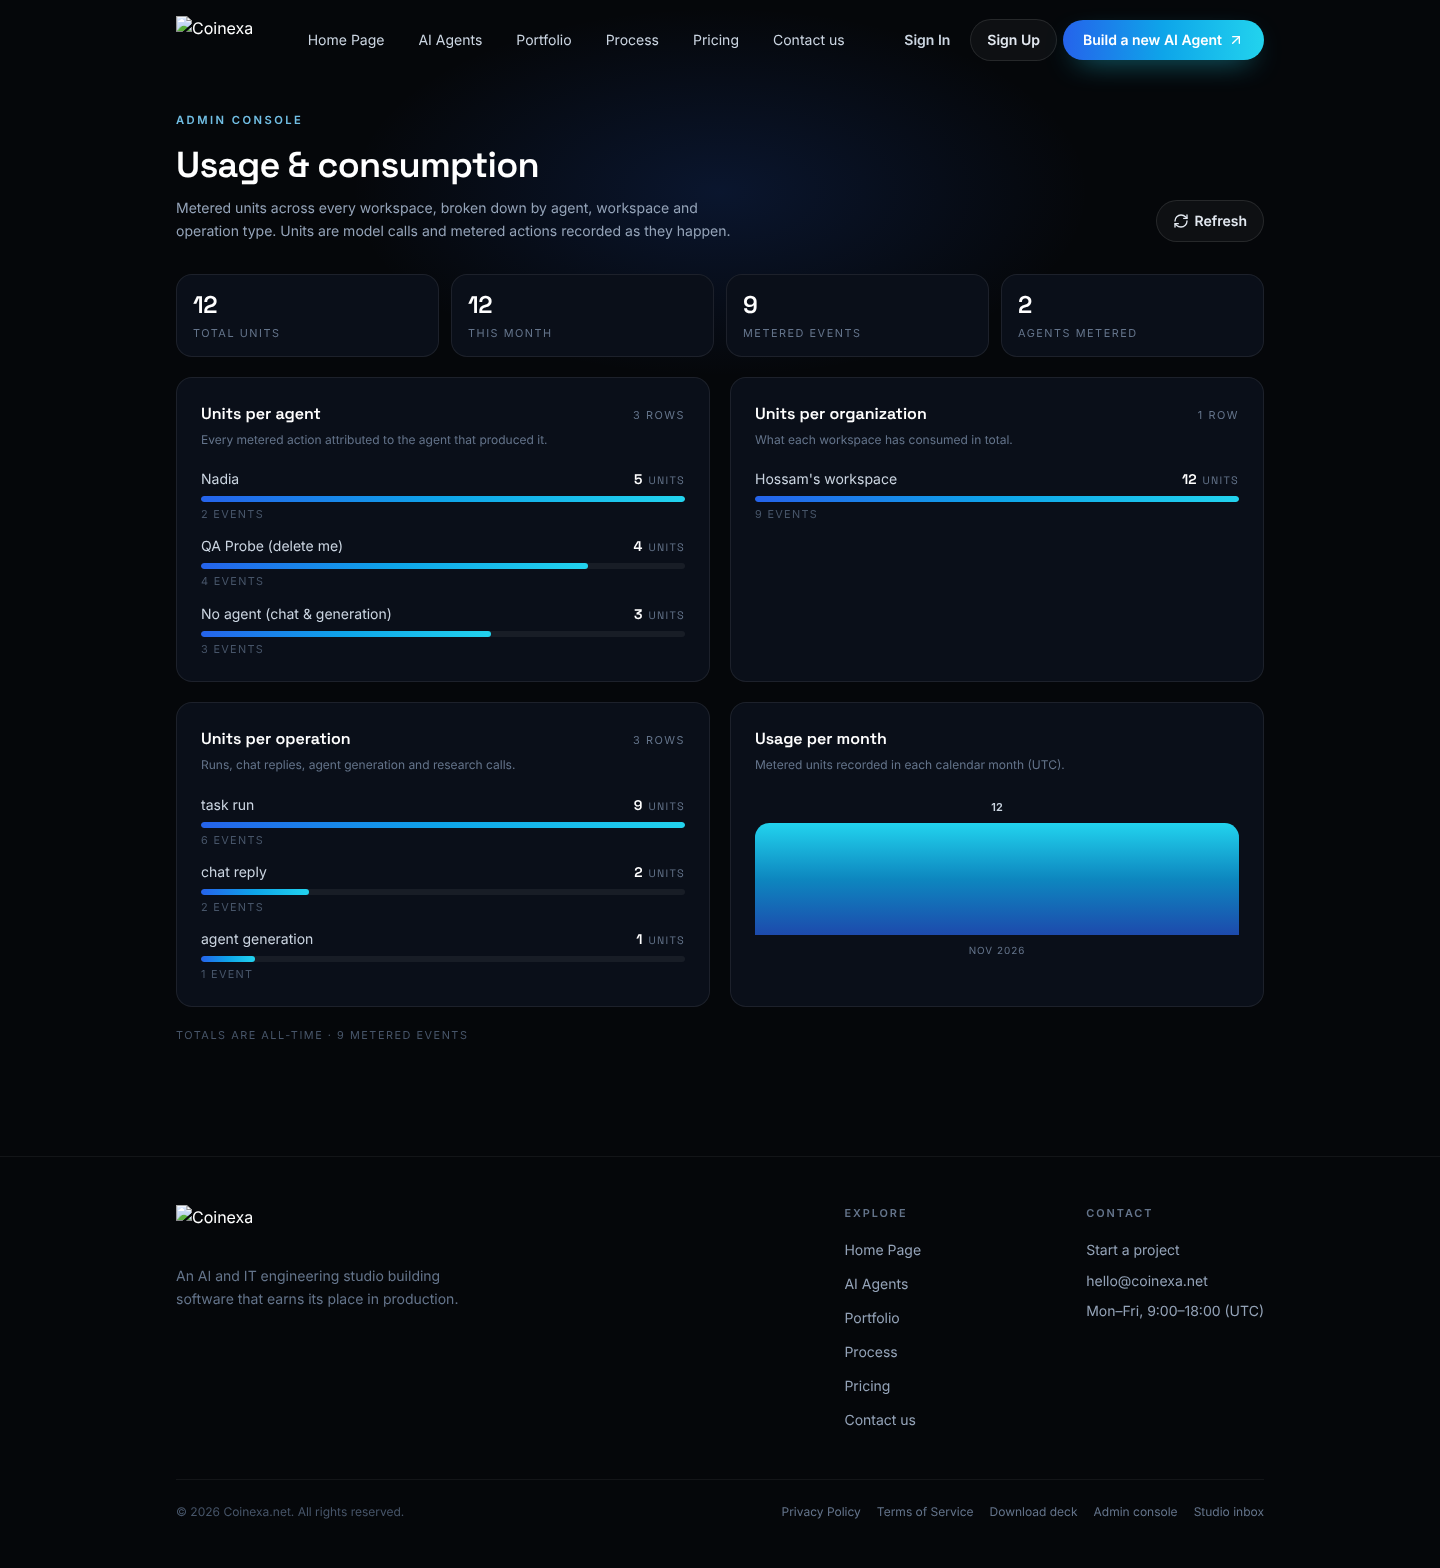 Coinexa
Home Page
AI Agents
Portfolio
Process
Pricing
Contact us
Sign In
Sign Up
Build a new AI Agent
ADMIN CONSOLE
Usage & consumption
Metered units across every workspace, broken down by agent, workspace and
operation type. Units are model calls and metered actions recorded as they happen.
Refresh
12
TOTAL UNITS
12
THIS MONTH
9
METERED EVENTS
2
AGENTS METERED
Units per agent
3 ROWS
Every metered action attributed to the agent that produced it.
Nadia
5 UNITS
2 EVENTS
QA Probe (delete me)
4 UNITS
4 EVENTS
No agent (chat & generation)
3 UNITS
3 EVENTS
Units per organization
1 ROW
What each workspace has consumed in total.
Hossam's workspace
12 UNITS
9 EVENTS
Units per operation
3 ROWS
Runs, chat replies, agent generation and research calls.
task run
9 UNITS
6 EVENTS
chat reply
2 UNITS
2 EVENTS
agent generation
1 UNITS
1 EVENT
Usage per month
Metered units recorded in each calendar month (UTC).
12
NOV 2026
TOTALS ARE ALL-TIME · 9 METERED EVENTS
Coinexa
An AI and IT engineering studio building
software that earns its place in production.
EXPLORE
Home Page
AI Agents
Portfolio
Process
Pricing
Contact us
CONTACT
Start a project
hello@coinexa.net
Mon–Fri, 9:00–18:00 (UTC)
© 2026 Coinexa.net. All rights reserved.
Privacy Policy
Terms of Service
Download deck
Admin console
Studio inbox